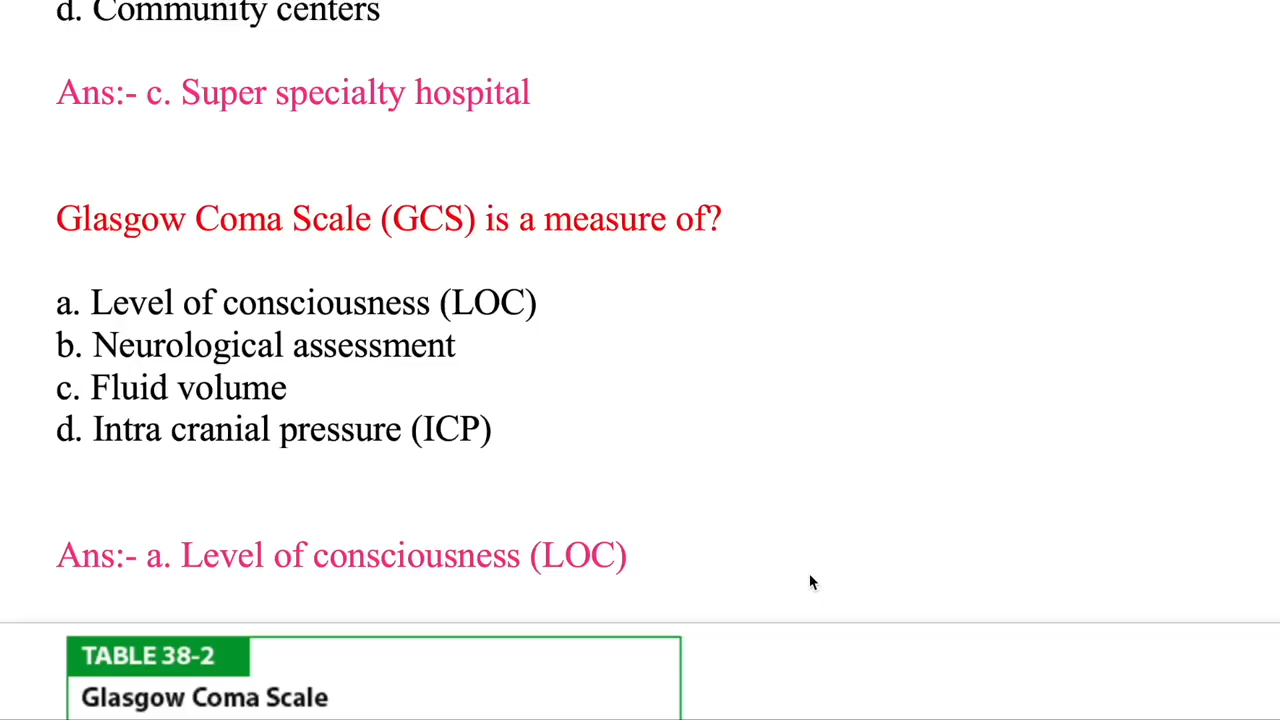 d. Community centers
Ans:- c. Super specialty hospital
Glasgow Coma Scale (GCS) is a measure of?
a. Level of consciousness (LOC)
b. Neurological assessment
c. Fluid volume
d. Intra cranial pressure (ICP)
Ans:- a. Level of consciousness (LOC)
TABLE 38-2
Glasgow Coma Scale